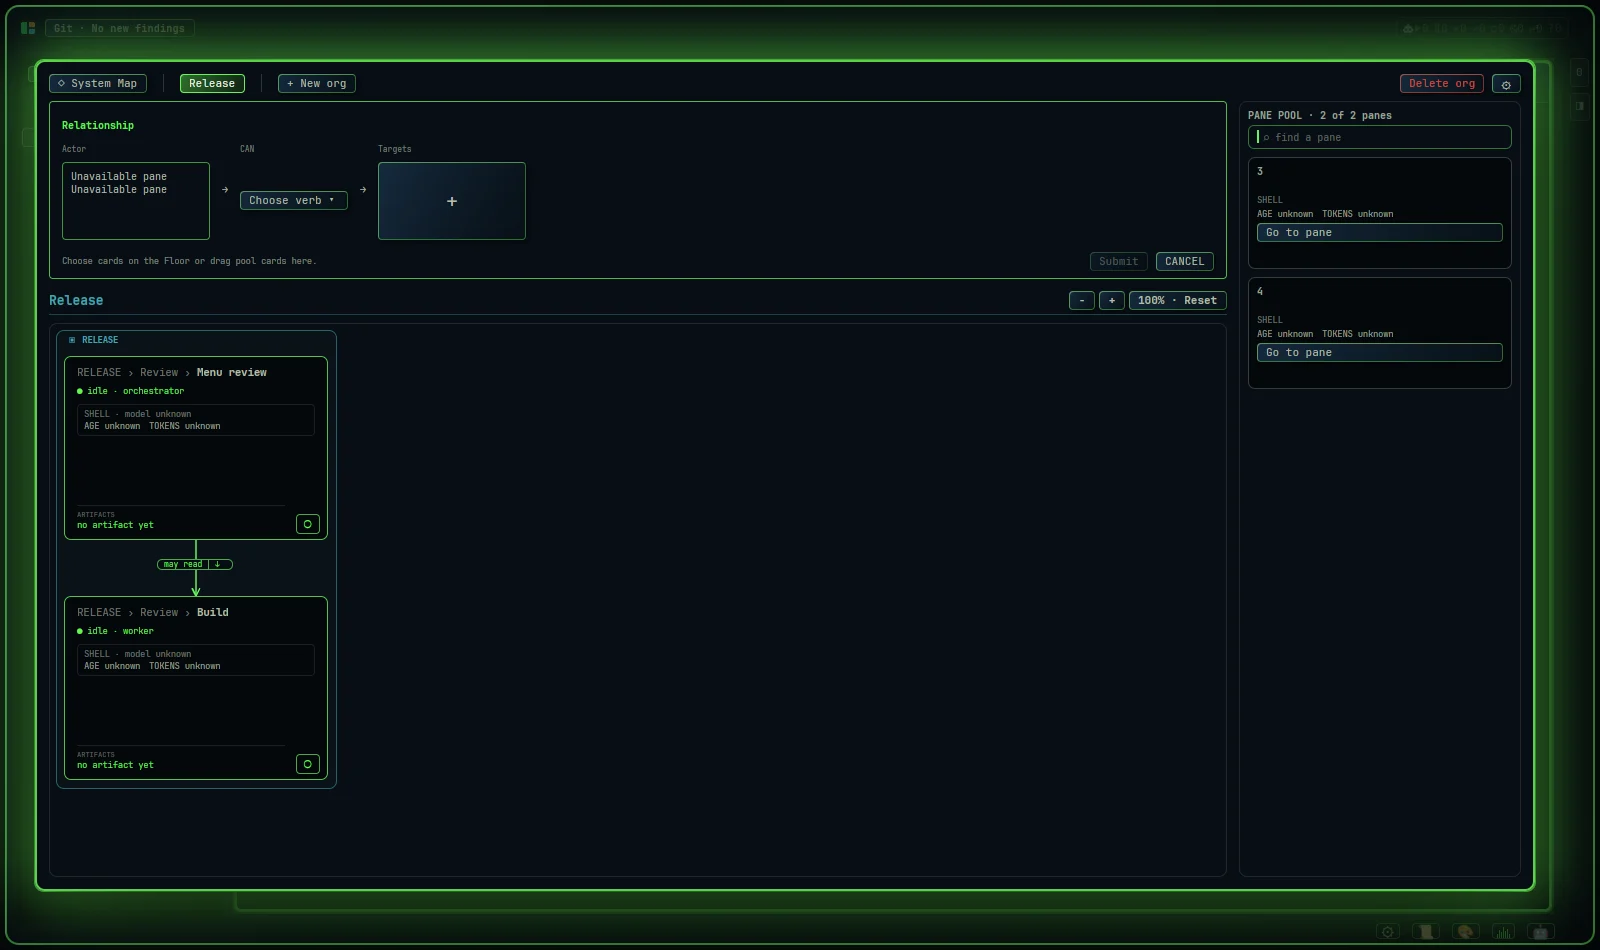 Git · No new findings
◇ System Map
Release
+ New org
Delete org
Relationship
Actor
CAN
Targets
Unavailable pane
Unavailable pane
→
Choose verb ▾
→
+
Choose cards on the Floor or drag pool cards here.
Submit
CANCEL
Release
-
+
100% · Reset
RELEASE
RELEASE › Review › Menu review
● idle · orchestrator
SHELL · model unknown
AGE unknown TOKENS unknown
ARTIFACTS
no artifact yet
may read ↓
RELEASE › Review › Build
● idle · worker
SHELL · model unknown
AGE unknown TOKENS unknown
ARTIFACTS
no artifact yet
PANE POOL · 2 of 2 panes
find a pane
3
SHELL
AGE unknown TOKENS unknown
Go to pane
4
SHELL
AGE unknown TOKENS unknown
Go to pane